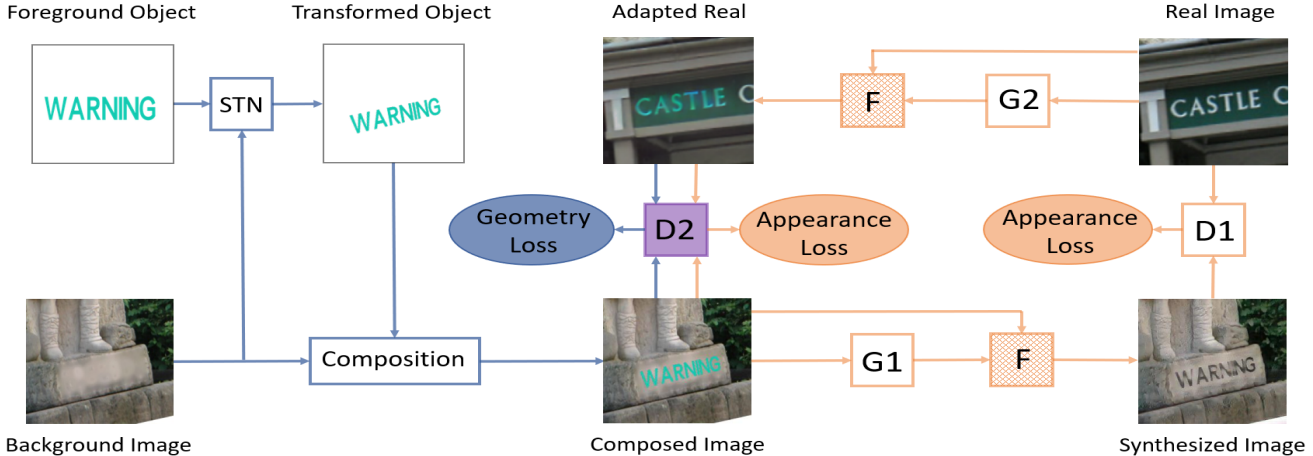 Foreground Object
Transformed Object
Adapted Real
Real Image
WARNING
STN
WARNING
CASTLE C
F
G2
CASTLE C
Geometry
Loss
D2
Appearance
Loss
Appearance
Loss
D1
Composition
WARNING
G1
F
WARNING
Background Image
Composed Image
Synthesized Image